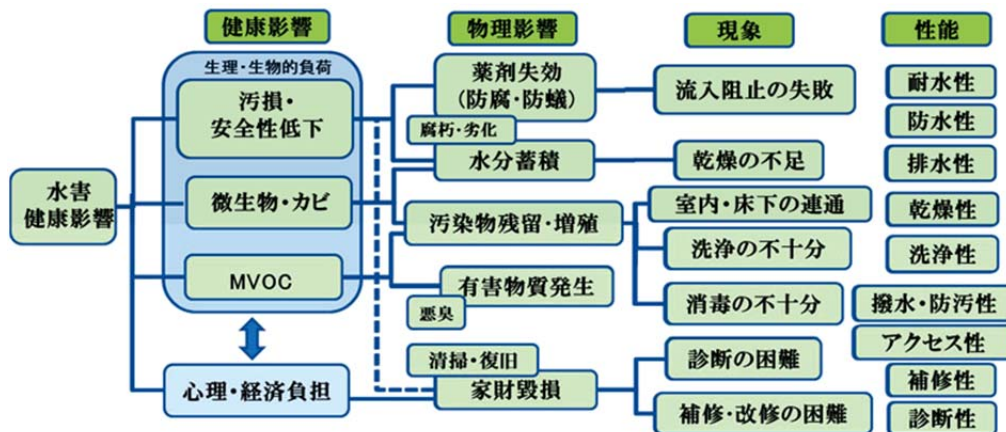 健康影響
物理影響
現象
性能
生理・生物的負荷
汚損・
安全性低下
微生物・カビ
MVOC
水害
健康影響
心理・経済負担
薬剤失効
(防腐・防蟻)
腐朽・劣化
水分蓄積
汚染物残留・増殖
有害物質発生
悪臭
清掃・復旧
家財毀損
流入阻止の失敗
乾燥の不足
室内・床下の連通
洗浄の不十分
消毒の不十分
診断の困難
補修・改修の困難
耐水性
防水性
排水性
乾燥性
洗浄性
撥水・防汚性
アクセス性
補修性
診断性